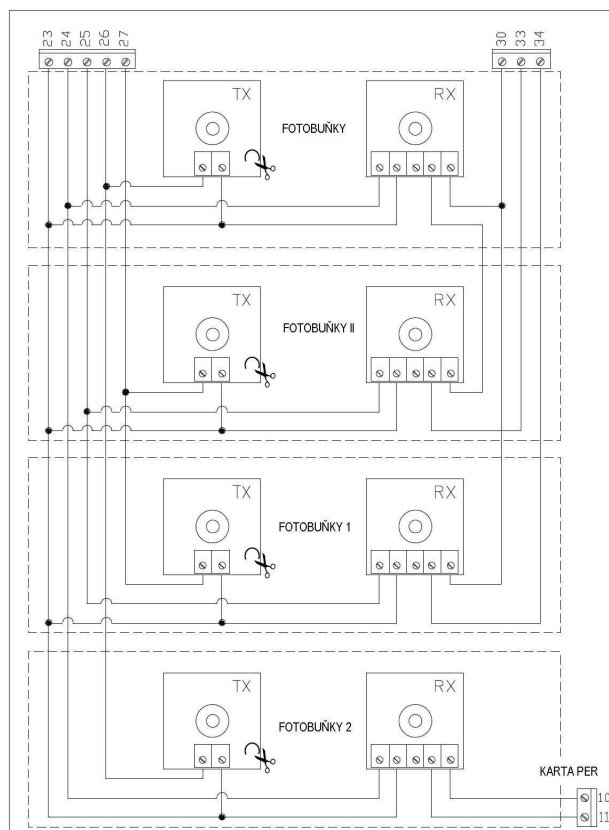 23 24 25 26 27
30 33 34
TX FOTOBUŇKY RX
TX FOTOBUŇKY II RX
TX FOTOBUŇKY 1 RX
TX FOTOBUŇKY 2 RX
KARTA PER
10
11